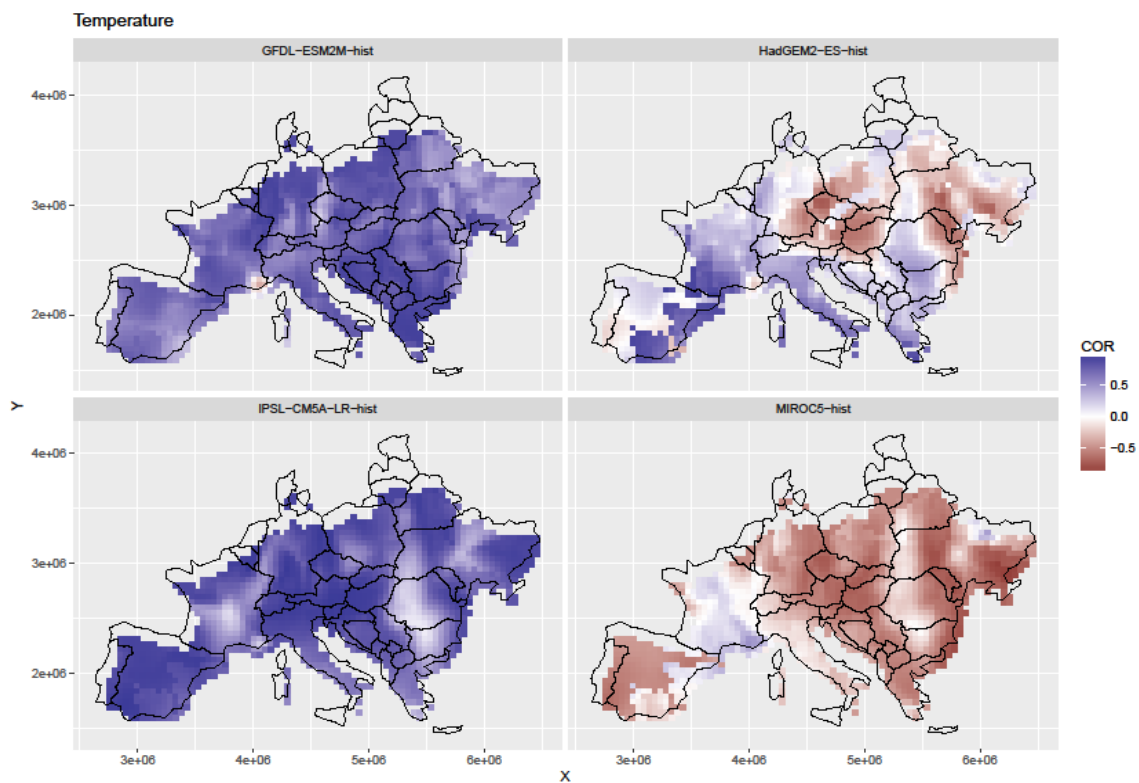 Temperature
GFDL−ESM2M−hist
HadGEM2−ES−hist
4e+06
3e+06
2e+06
IPSL−CM5A−LR−hist
MIROC5−hist
4e+06
3e+06
2e+06
3e+06 4e+06 5e+06 6e+06
3e+06 4e+06 5e+06 6e+06
X
Y
COR
0.5
0.0
−0.5